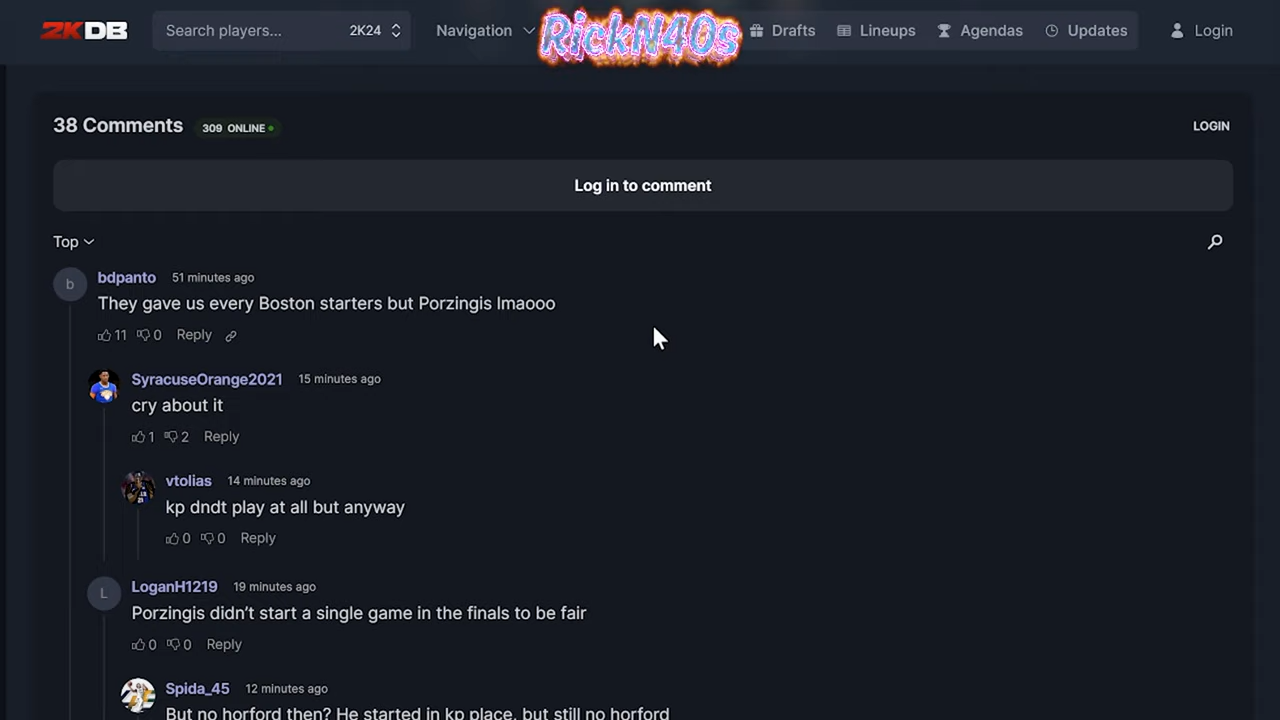 2KDB Search players... 2K24 Navigation RickN40s Drafts Lineups Agendas Updates Login
38 Comments 309 ONLINE LOGIN
Log in to comment
Top
b bdpanto 51 minutes ago
They gave us every Boston starters but Porzingis lmaooo
11 0 Reply
SyracuseOrange2021 15 minutes ago
cry about it
1 2 Reply
vtolias 14 minutes ago
kp dndt play at all but anyway
0 0 Reply
L LoganH1219 19 minutes ago
Porzingis didn’t start a single game in the finals to be fair
0 0 Reply
Spida_45 12 minutes ago
But no horford then? He started in kp place, but still no horford